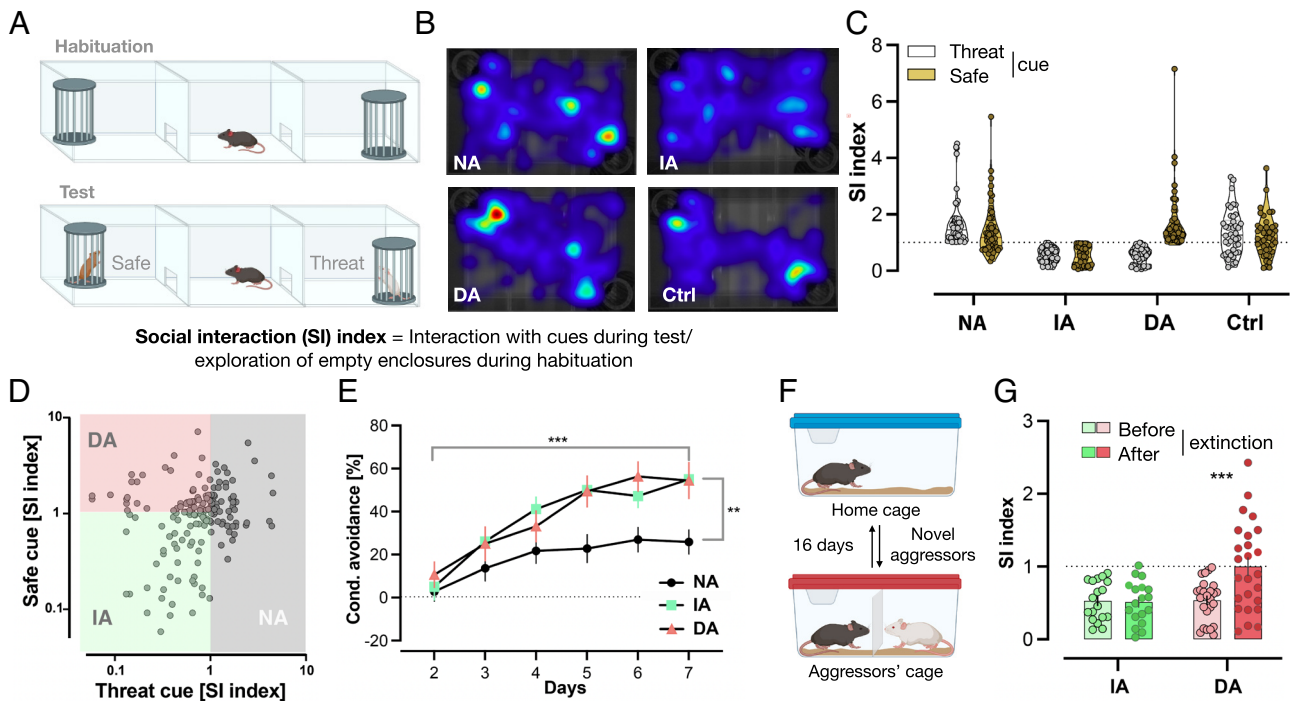 A
Habituation
Test
Safe
Threat
B
NA
IA
DA
Ctrl
Social interaction (SI) index = Interaction with cues during test/
exploration of empty enclosures during habituation
C
SI index
8
6
4
2
0
Threat
Safe
cue
NA
IA
DA
Ctrl
D
Safe cue [SI index]
10
1
0.1
DA
IA
NA
0.1
1
10
Threat cue [SI index]
E
Cond. avoidance [%]
80
60
40
20
0
-20
***
**
NA
IA
DA
2
3
4
5
6
7
Days
F
Home cage
16 days
Novel
aggressors
Aggressors' cage
G
SI index
3
2
1
0
Before
After
extinction
***
IA
DA